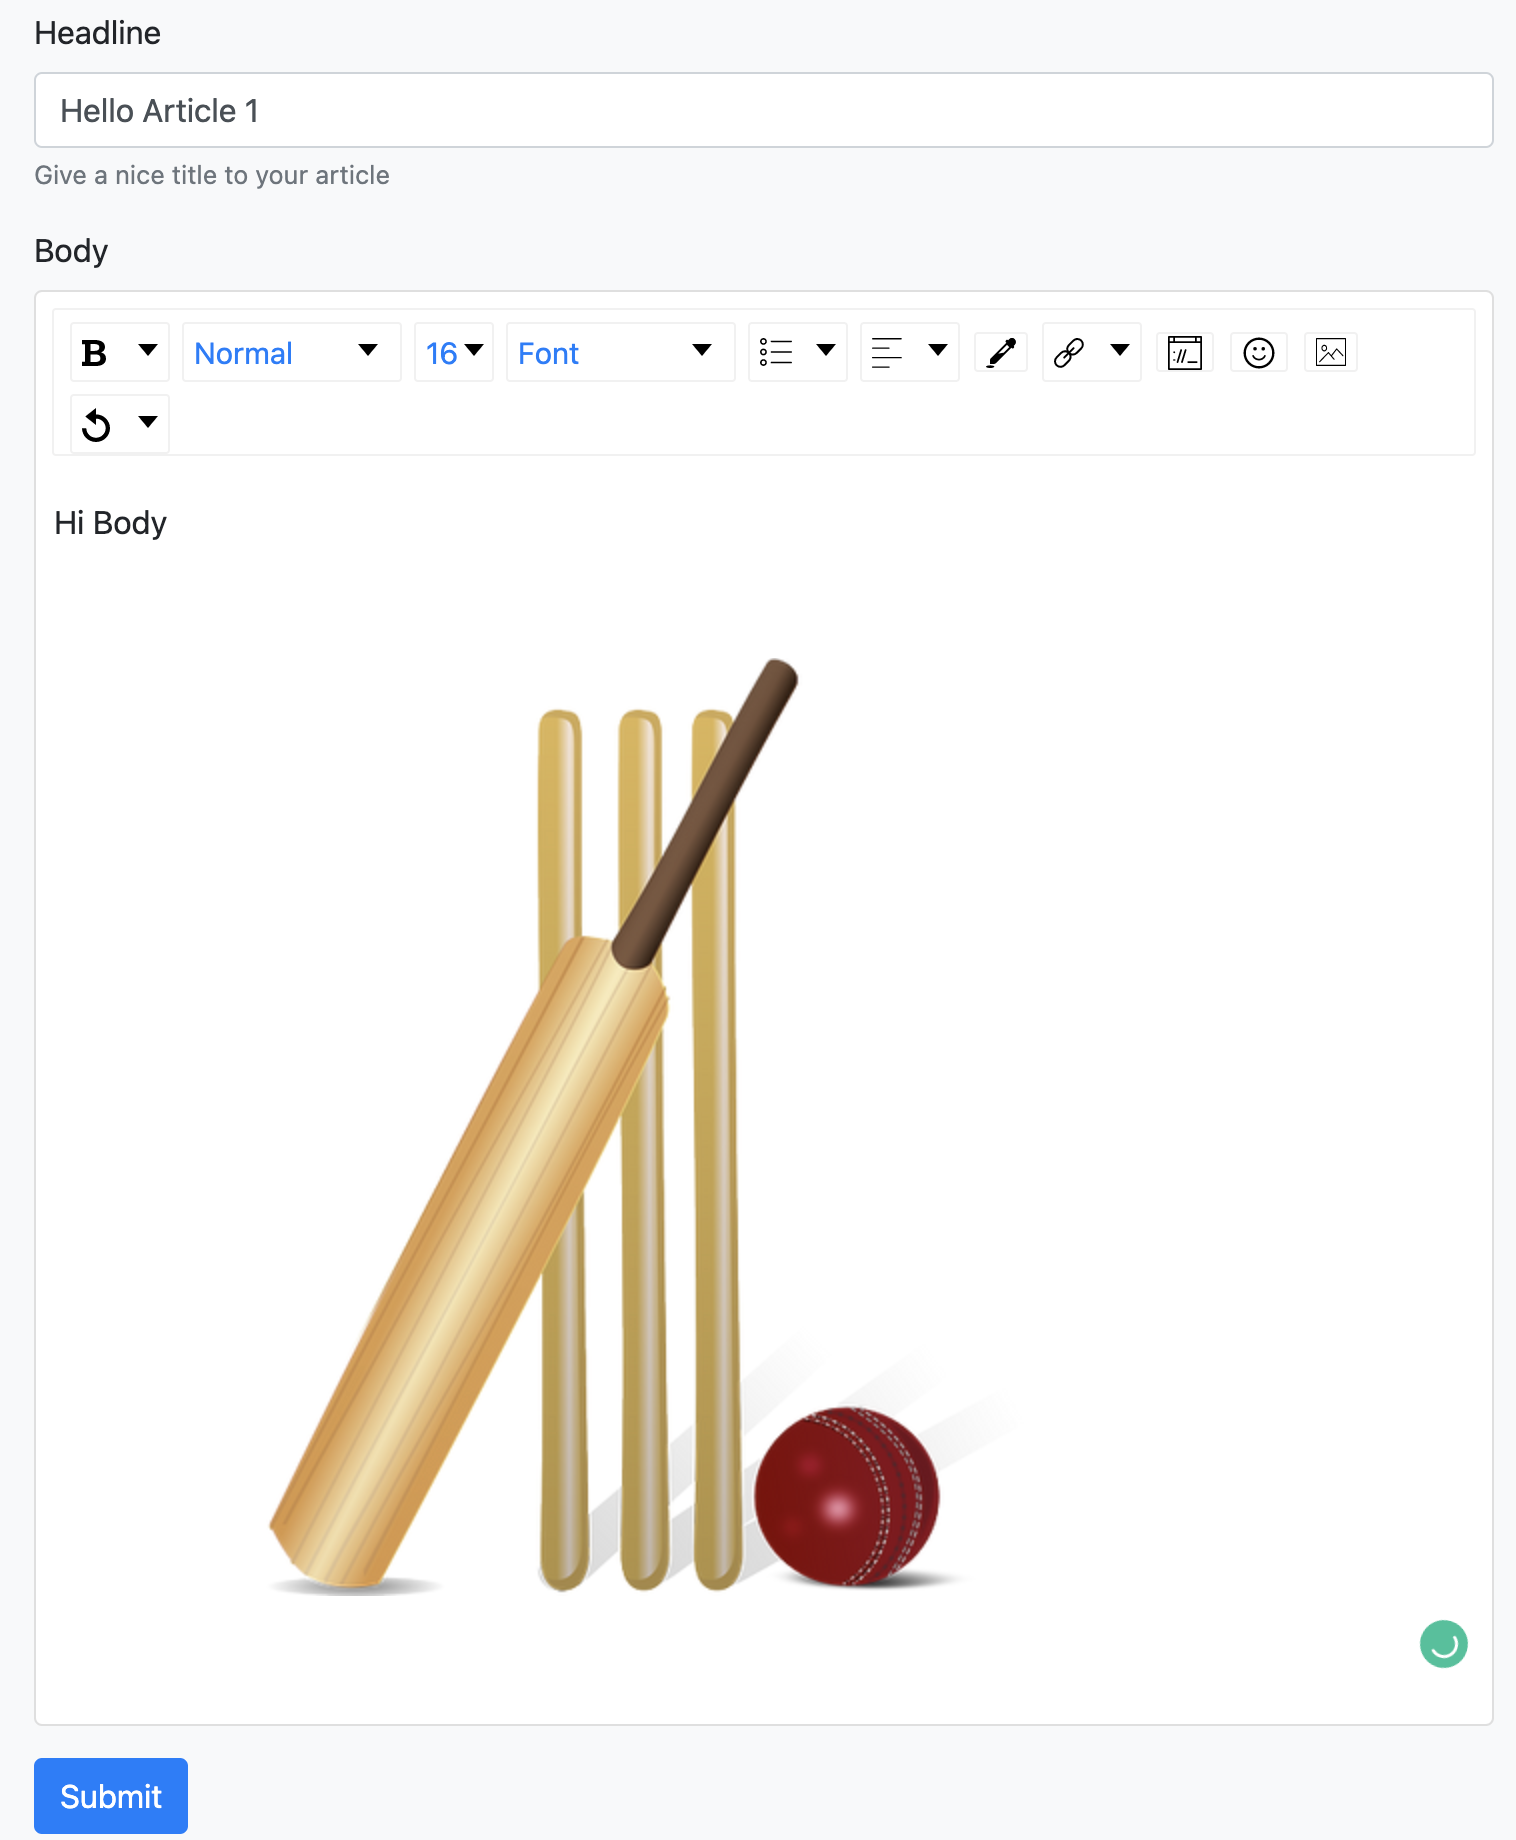 Headline
Hello Article 1
Give a nice title to your article
Body
B Normal 16 Font
Hi Body
Submit